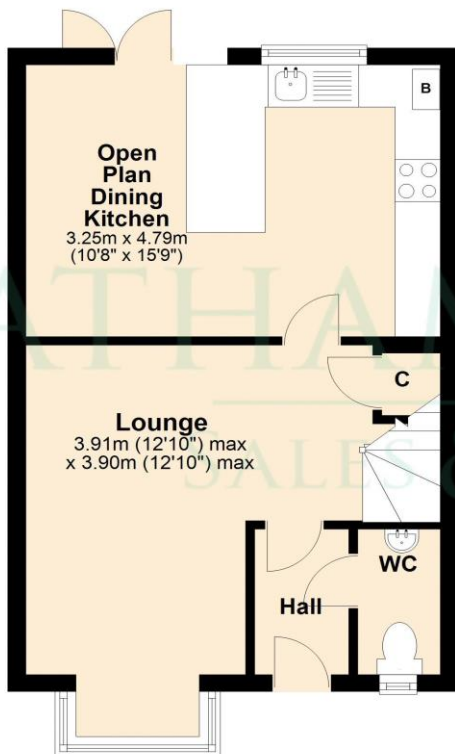 B
Open
Plan
Dining
Kitchen
3.25m x 4.79m
(10'8" x 15'9")
C
Lounge
3.91m (12'10") max
x 3.90m (12'10") max
SALES
WC
Hall